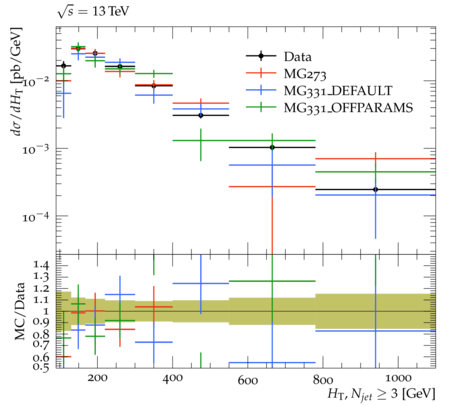 √s = 13 TeV
dσ/dH_T [pb/GeV]
10⁻²
10⁻³
10⁻⁴
Data
MG273
MG331_DEFAULT
MG331_OFFPARAMS
MC/Data
1.4
1.3
1.2
1.1
1
0.9
0.8
0.7
0.6
0.5
200 400 600 800 1000
H_T, N_jet ≥ 3 [GeV]